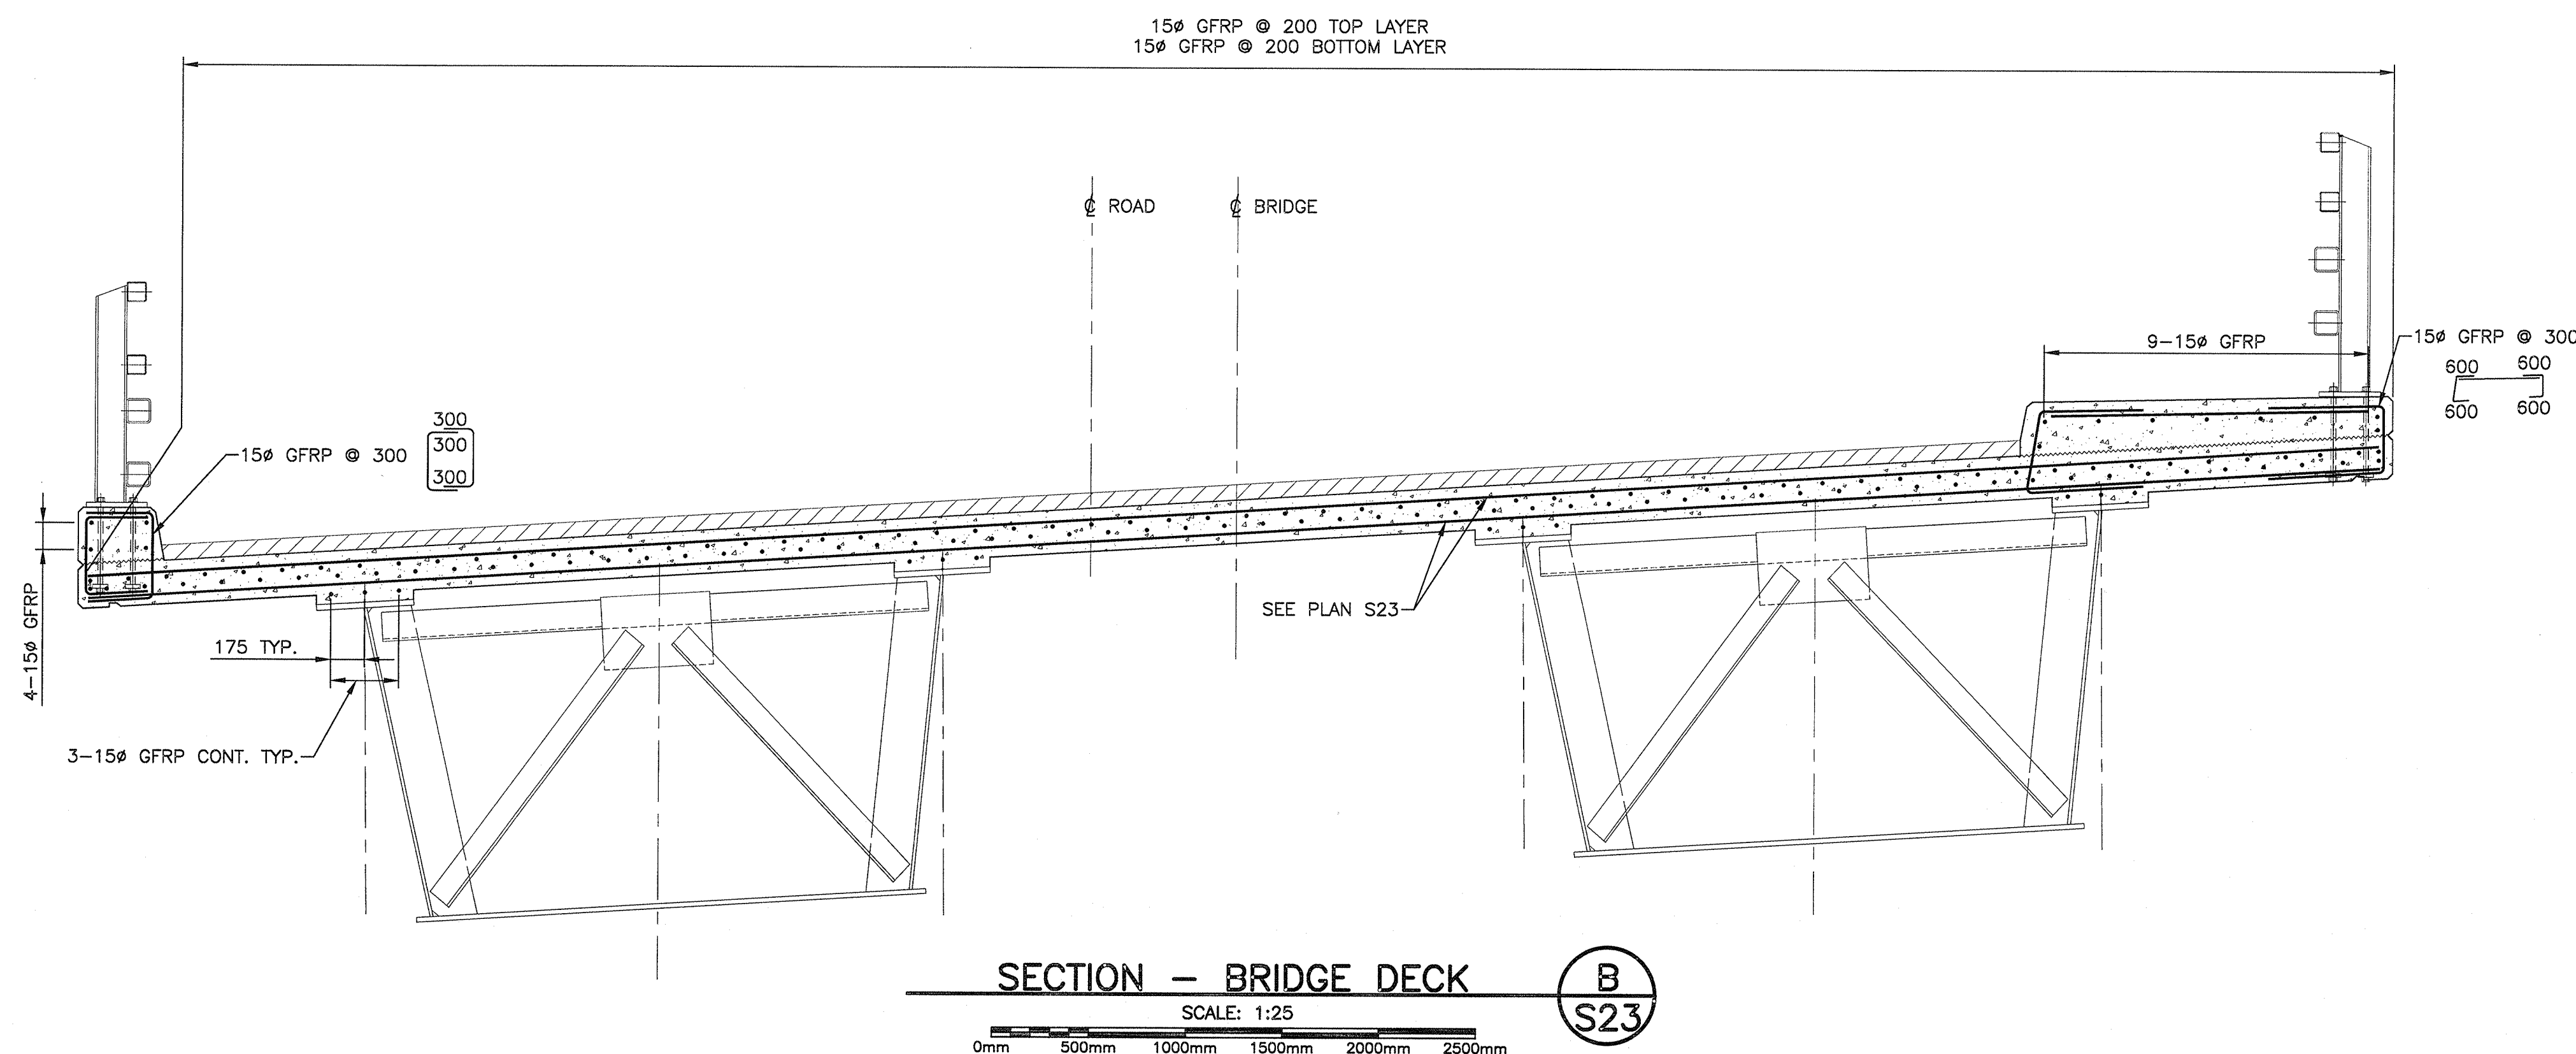 15ø GFRP @ 200 TOP LAYER
15ø GFRP @ 200 BOTTOM LAYER
℄ ROAD
℄ BRIDGE
9-15ø GFRP
15ø GFRP @ 300
600 600
600 600
300
300
300
15ø GFRP @ 300
4-15ø GFRP
175 TYP.
SEE PLAN S23
3-15ø GFRP CONT. TYP.
SECTION - BRIDGE DECK
B
S23
SCALE: 1:25
0mm 500mm 1000mm 1500mm 2000mm 2500mm